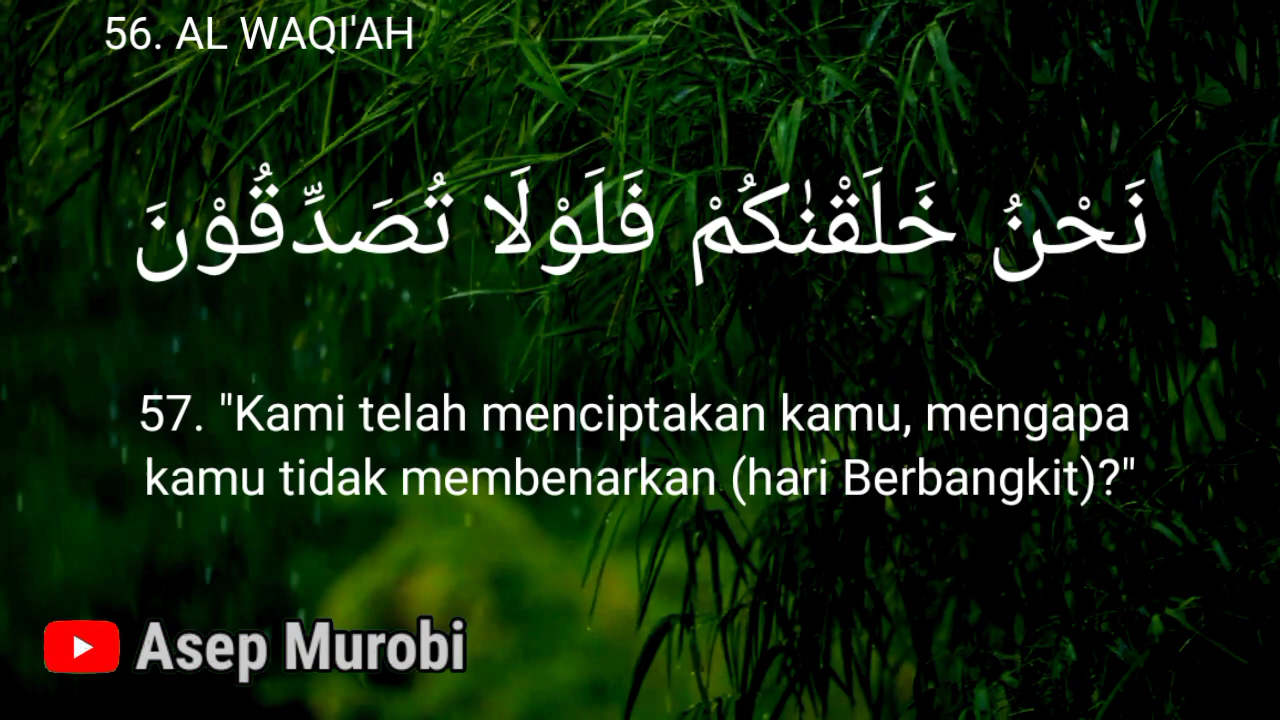 56. AL WAQI'AH
نَحْنُ خَلَقْنٰكُمْ فَلَوْلَا تُصَدِّقُوْنَ
57. "Kami telah menciptakan kamu, mengapa
kamu tidak membenarkan (hari Berbangkit)?"
Asep Murobi